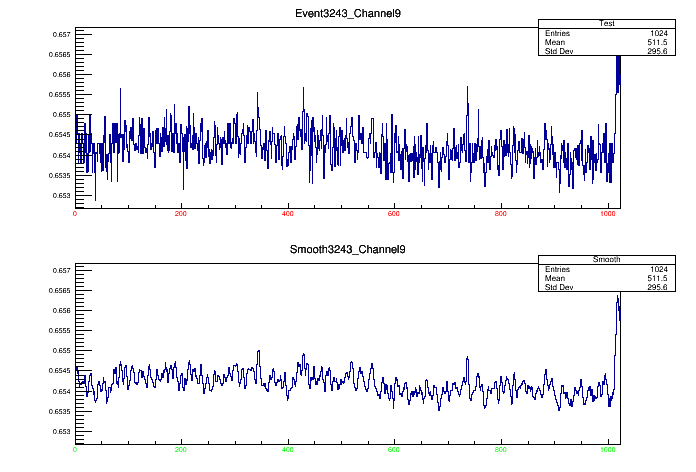 Event3243_Channel9
Test
Entries 1024
Mean 511.5
Std Dev 295.6
0.657
0.6565
0.656
0.6555
0.655
0.6545
0.654
0.6535
0.653
0 200 400 600 800 1000
Smooth3243_Channel9
Smooth
Entries 1024
Mean 511.5
Std Dev 295.6
0.657
0.6565
0.656
0.6555
0.655
0.6545
0.654
0.6535
0.653
0 200 400 600 800 1000